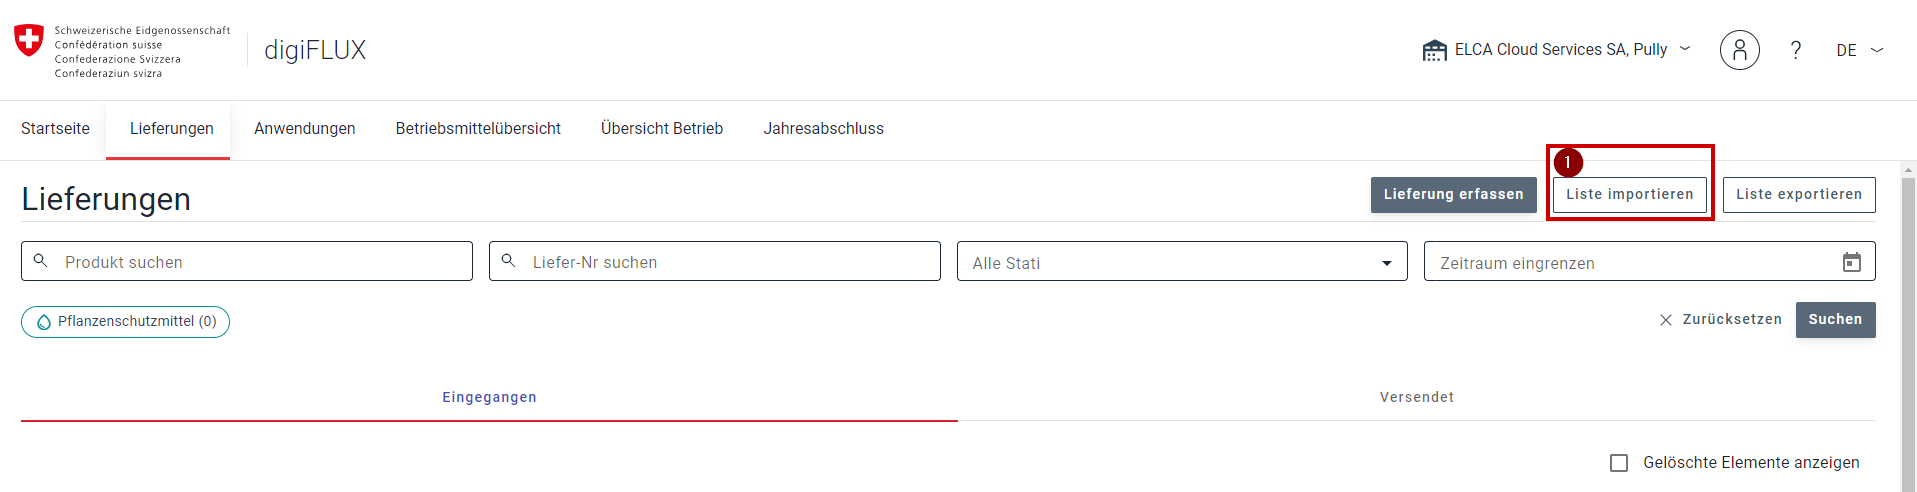 Schweizerische Eidgenossenschaft
Confédération suisse
Confederazione Svizzera
Confederaziun svizra
digiFLUX
ELCA Cloud Services SA, Pully
?
DE
Startseite
Lieferungen
Anwendungen
Betriebsmittelübersicht
Übersicht Betrieb
Jahresabschluss
1
Lieferungen
Lieferung erfassen
Liste importieren
Liste exportieren
Produkt suchen
Liefer-Nr suchen
Alle Stati
Zeitraum eingrenzen
Pflanzenschutzmittel (0)
Zurücksetzen
Suchen
Eingegangen
Versendet
Gelöschte Elemente anzeigen